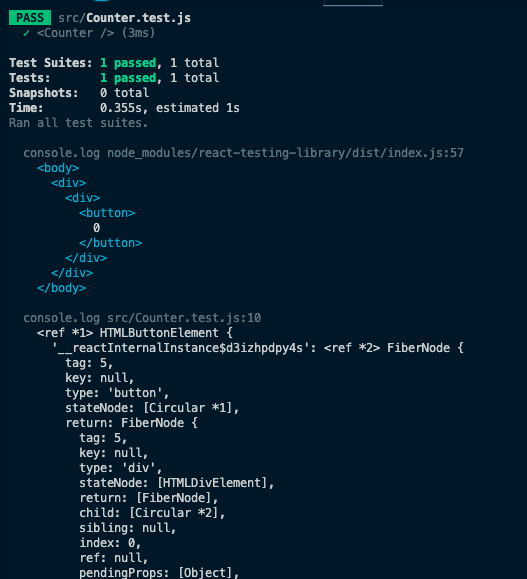 PASS src/Counter.test.js
✓ <Counter /> (3ms)
Test Suites: 1 passed, 1 total
Tests: 1 passed, 1 total
Snapshots: 0 total
Time: 0.355s, estimated 1s
Ran all test suites.
console.log node_modules/react-testing-library/dist/index.js:57
<body>
<div>
<div>
<button>
0
</button>
</div>
</div>
</body>
console.log src/Counter.test.js:10
<ref *1> HTMLButtonElement {
'__reactInternalInstance$d3izhpdpy4s': <ref *2> FiberNode {
tag: 5,
key: null,
type: 'button',
stateNode: [Circular *1],
return: FiberNode {
tag: 5,
key: null,
type: 'div',
stateNode: [HTMLDivElement],
return: [FiberNode],
child: [Circular *2],
sibling: null,
index: 0,
ref: null,
pendingProps: [Object],